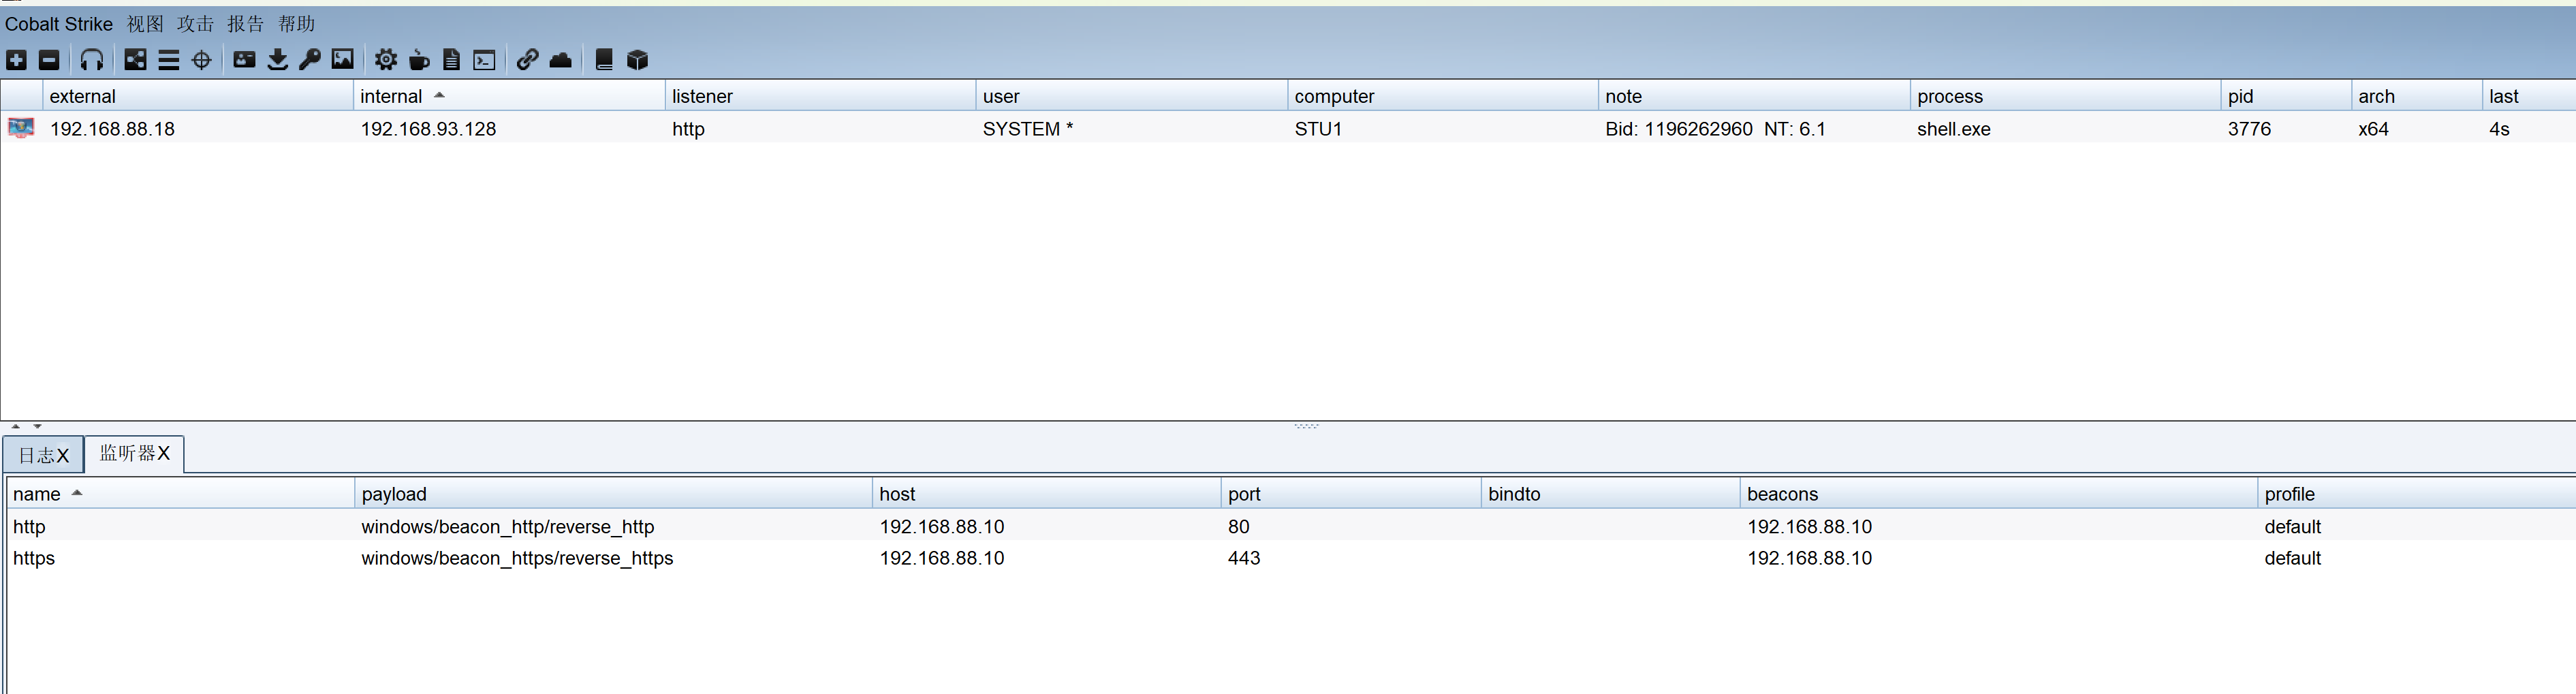 Cobalt Strike 视图 攻击 报告 帮助
external internal listener user computer note process pid arch last
192.168.88.18 192.168.93.128 http SYSTEM * STU1 Bid: 1196262960 NT: 6.1 shell.exe 3776 x64 4s
日志X 监听器X
name payload host port bindto beacons profile
http windows/beacon_http/reverse_http 192.168.88.10 80 192.168.88.10 default
https windows/beacon_https/reverse_https 192.168.88.10 443 192.168.88.10 default